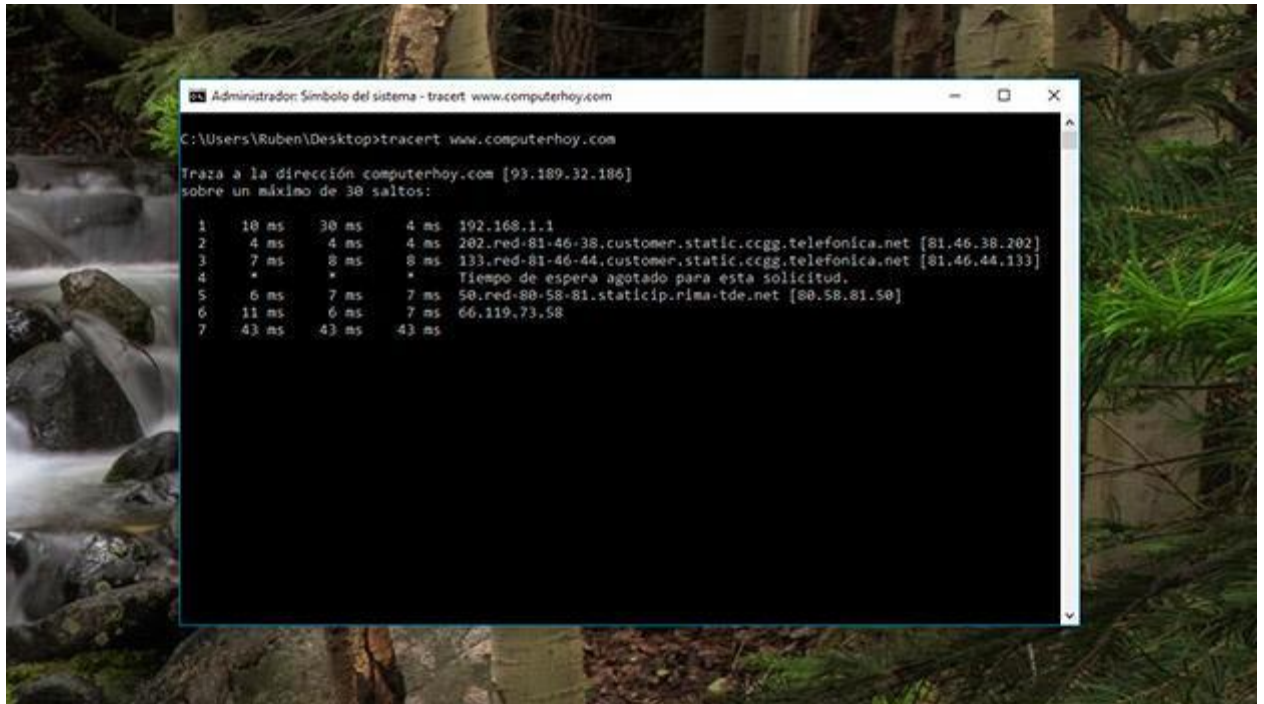 Administrador: Símbolo del sistema - tracert www.computerhoy.com
C:\Users\Ruben\Desktop>tracert www.computerhoy.com
Traza a la dirección computerhoy.com [93.189.32.186]
sobre un máximo de 30 saltos:
1 10 ms 30 ms 4 ms 192.168.1.1
2 4 ms 4 ms 4 ms 202.red-81-46-38.customer.static.ccgg.telefonica.net [81.46.38.202]
3 7 ms 8 ms 8 ms 133.red-81-46-44.customer.static.ccgg.telefonica.net [81.46.44.133]
4 * * * Tiempo de espera agotado para esta solicitud.
5 6 ms 7 ms 7 ms 50.red-80-58-81.staticip.rima-tde.net [80.58.81.50]
6 11 ms 6 ms 7 ms 66.119.73.58
7 43 ms 43 ms 43 ms